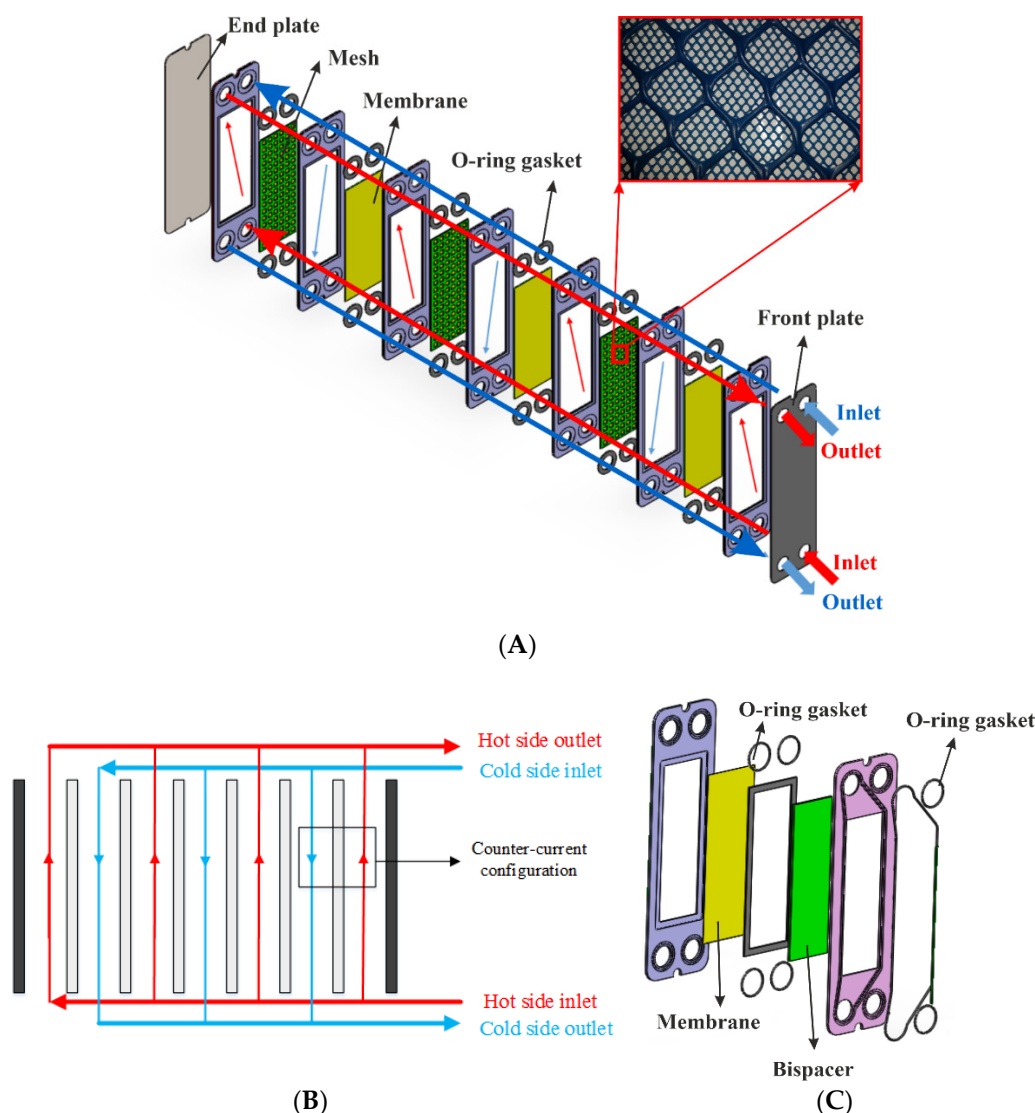 End plate
Mesh
Membrane
O-ring gasket
Front plate
Inlet
Outlet
Inlet
Outlet
(A)
Hot side outlet
Cold side inlet
Counter-current
configuration
Hot side inlet
Cold side outlet
(B)
O-ring gasket
O-ring gasket
Membrane
Bispacer
(C)